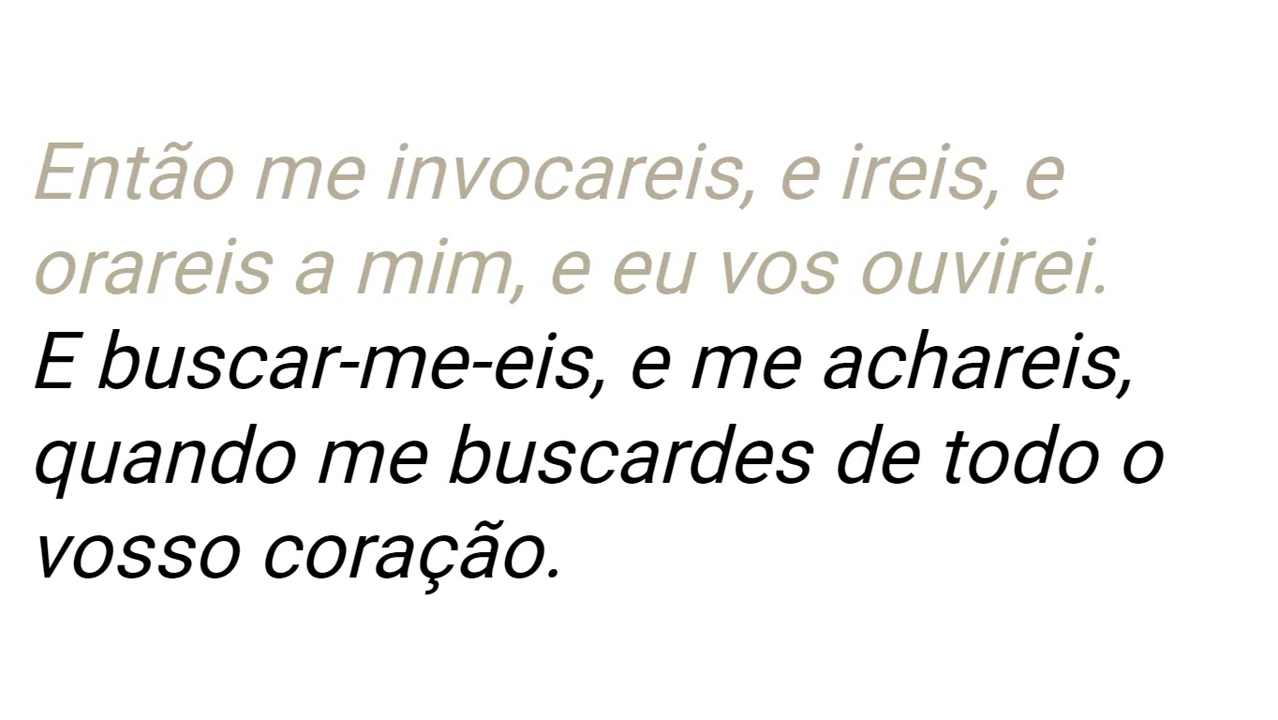 Então me invocareis, e ireis, e
orareis a mim, e eu vos ouvirei.
E buscar-me-eis, e me achareis,
quando me buscardes de todo o
vosso coração.